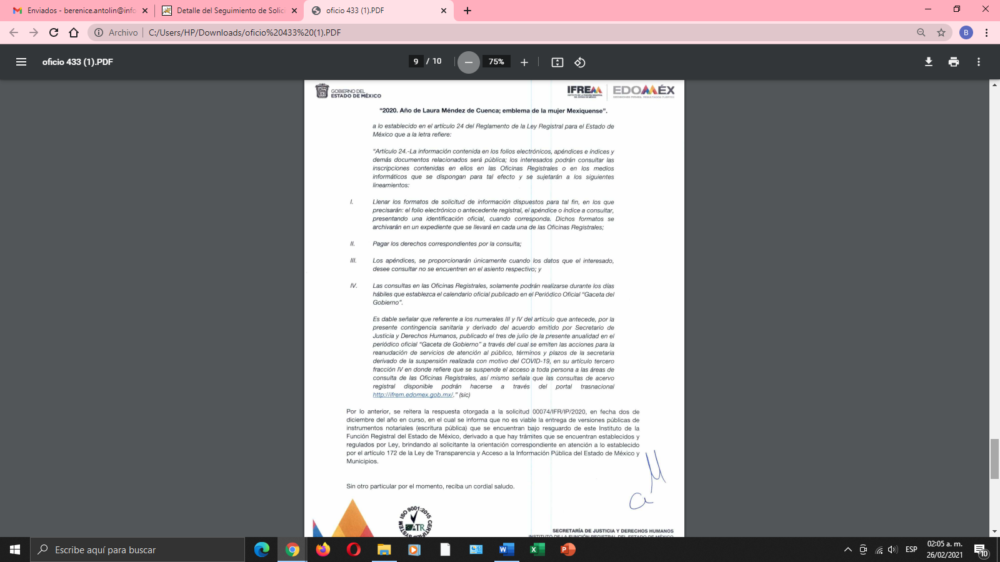 Enviados - berenice.antolin@info
Detalle del Seguimiento de Solic
oficio 433 (1).PDF
Archivo
C:/Users/HP/Downloads/oficio%20433%20(1).PDF
B
oficio 433 (1).PDF
9 / 10
75%
GOBIERNO DEL
ESTADO DE MÉXICO
IFREM
EDOMÉX
"2020. Año de Laura Méndez de Cuenca; emblema de la mujer Mexiquense".
a lo establecido en el artículo 24 del Reglamento de la Ley Registral para el Estado de
México que a la letra refiere:
"Artículo 24.-La información contenida en los folios electrónicos, apéndices e índices y
demás documentos relacionados será pública; los interesados podrán consultar las
inscripciones contenidas en ellos en las Oficinas Registrales o en los medios
informáticos que se dispongan para tal efecto y se sujetarán a los siguientes
lineamientos:
I. Llenar los formatos de solicitud de información dispuestos para tal fin, en los que
precisarán: el folio electrónico o antecedente registral, el apéndice o índice a consultar,
presentando una identificación oficial, cuando corresponda. Dichos formatos se
archivarán en un expediente que se llevará en cada una de las Oficinas Registrales;
II. Pagar los derechos correspondientes por la consulta;
III. Los apéndices, se proporcionarán únicamente cuando los datos que el interesado,
desee consultar no se encuentren en el asiento respectivo; y
IV. Las consultas en las Oficinas Registrales, solamente podrán realizarse durante los días
hábiles que establezca el calendario oficial publicado en el Periódico Oficial "Gaceta del
Gobierno".
Es dable señalar que referente a los numerales III y IV del artículo que antecede, por la
presente contingencia sanitaria y derivado del acuerdo emitido por Secretario de
Justicia y Derechos Humanos, publicado el tres de julio de la presente anualidad en el
periódico oficial "Gaceta de Gobierno" a través del cual se emiten las acciones para la
reanudación de servicios de atención al público, términos y plazos de la secretaria
derivado de la suspensión realizada con motivo del COVID-19, en su artículo tercero
fracción IV en donde refiere que se suspende el acceso a toda persona a las áreas de
consulta de las Oficinas Registrales, así mismo señala que las consultas de acervo
registral disponible podrán hacerse a través del portal trasnacional
http://ifrem.edomex.gob.mx/." (sic)
Por lo anterior, se reitera la respuesta otorgada a la solicitud 00074/IFR/IP/2020, en fecha dos de
diciembre del año en curso, en el cual se informa que no es viable la entrega de versiones públicas de
instrumentos notariales (escritura pública) que se encuentran bajo resguardo de este Instituto de la
Función Registral del Estado de México, derivado a que hay trámites que se encuentran establecidos y
regulados por Ley, brindando al solicitante la orientación correspondiente en atención a lo establecido
por el artículo 172 de la Ley de Transparencia y Acceso a la Información Pública del Estado de México y
Municipios.
Sin otro particular por el momento, reciba un cordial saludo.
ISO 9001:2015
ATR
SECRETARÍA DE JUSTICIA Y DERECHOS HUMANOS
INSTITUTO DE LA FUNCIÓN REGISTRAL DEL ESTADO DE MÉXICO
Escribe aquí para buscar
ESP
02:05 a. m.
26/02/2021
10